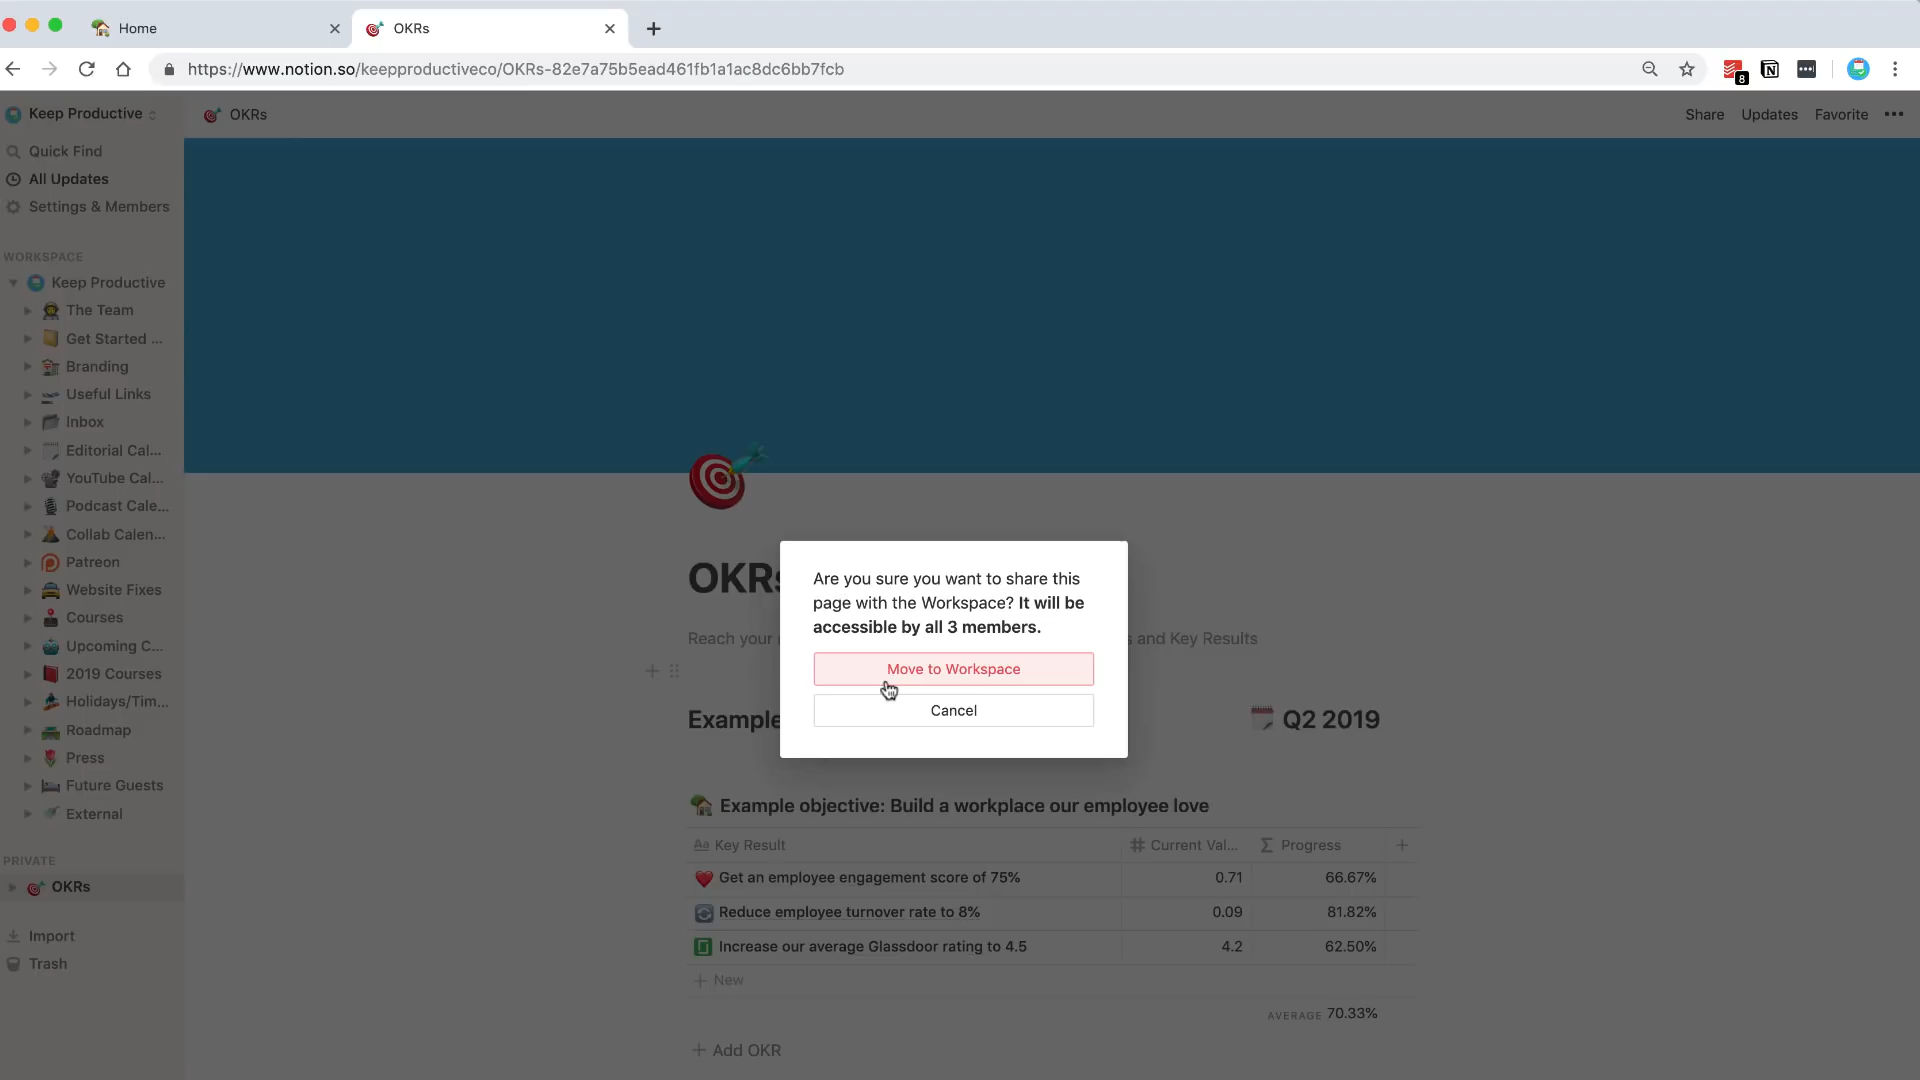 Home
OKRs
https://www.notion.so/keepproductiveco/OKRs-82e7a75b5ead461fb1a1ac8dc6bb7fcb
8
Keep Productive
OKRs
Share Updates Favorite
Quick Find
All Updates
Settings & Members
WORKSPACE
Keep Productive
The Team
Get Started ...
Branding
Useful Links
Inbox
Editorial Cal...
YouTube Cal...
Podcast Cale...
Collab Calen...
Patreon
Website Fixes
Courses
Upcoming C...
2019 Courses
Holidays/Tim...
Roadmap
Press
Future Guests
External
PRIVATE
OKRs
Import
Trash
OKRs
Reach your
s and Key Results
Example
Q2 2019
Are you sure you want to share this
page with the Workspace? It will be
accessible by all 3 members.
Move to Workspace
Cancel
Example objective: Build a workplace our employee love
Aa Key Result # Current Val... Σ Progress +
Get an employee engagement score of 75% 0.71 66.67%
Reduce employee turnover rate to 8% 0.09 81.82%
Increase our average Glassdoor rating to 4.5 4.2 62.50%
+ New
AVERAGE 70.33%
+ Add OKR